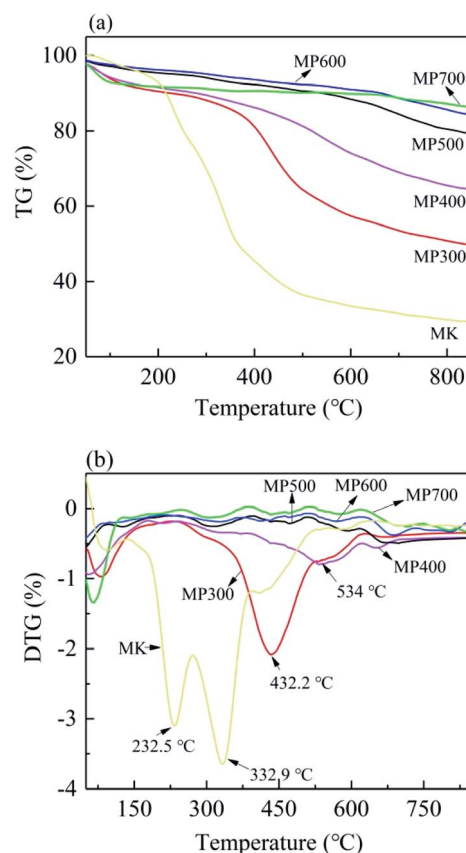 (a)
100
80
60
40
20
TG (%)
MP600
MP700
MP500
MP400
MP300
MK
200
400
600
800
Temperature (℃)
(b)
0
-1
-2
-3
-4
DTG (%)
MP500
MP600
MP700
MP300
MP400
534 ℃
MK
432.2 ℃
232.5 ℃
332.9 ℃
150
300
450
600
750
Temperature (℃)